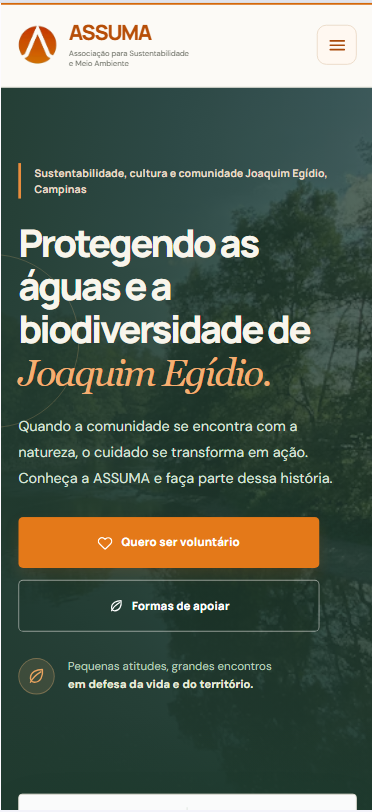 ASSUMA
Associação para Sustentabilidade
e Meio Ambiente
Sustentabilidade, cultura e comunidade Joaquim Egídio,
Campinas
Protegendo as
águas e a
biodiversidade de
Joaquim Egídio.
Quando a comunidade se encontra com a
natureza, o cuidado se transforma em ação.
Conheça a ASSUMA e faça parte dessa história.
Quero ser voluntário
Formas de apoiar
Pequenas atitudes, grandes encontros
em defesa da vida e do território.